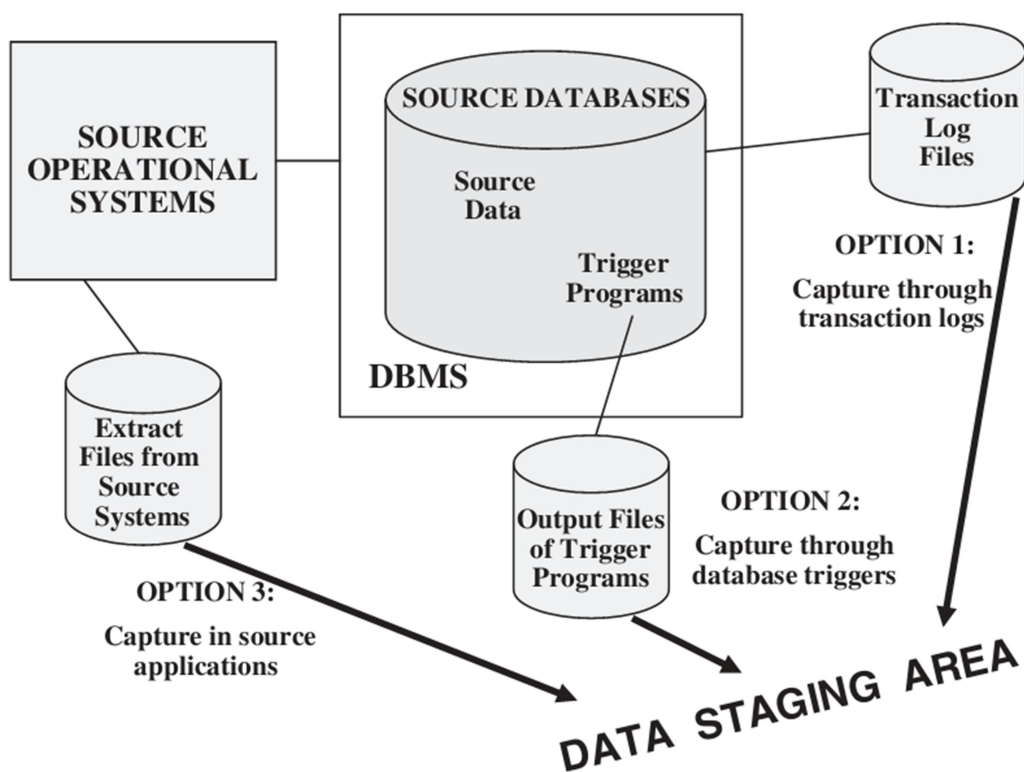 SOURCE
OPERATIONAL
SYSTEMS
SOURCE DATABASES
Source
Data
Trigger
Programs
DBMS
Transaction
Log
Files
OPTION 1:
Capture through
transaction logs
Extract
Files from
Source
Systems
OPTION 3:
Capture in source
applications
Output Files
of Trigger
Programs
OPTION 2:
Capture through
database triggers
DATA STAGING AREA